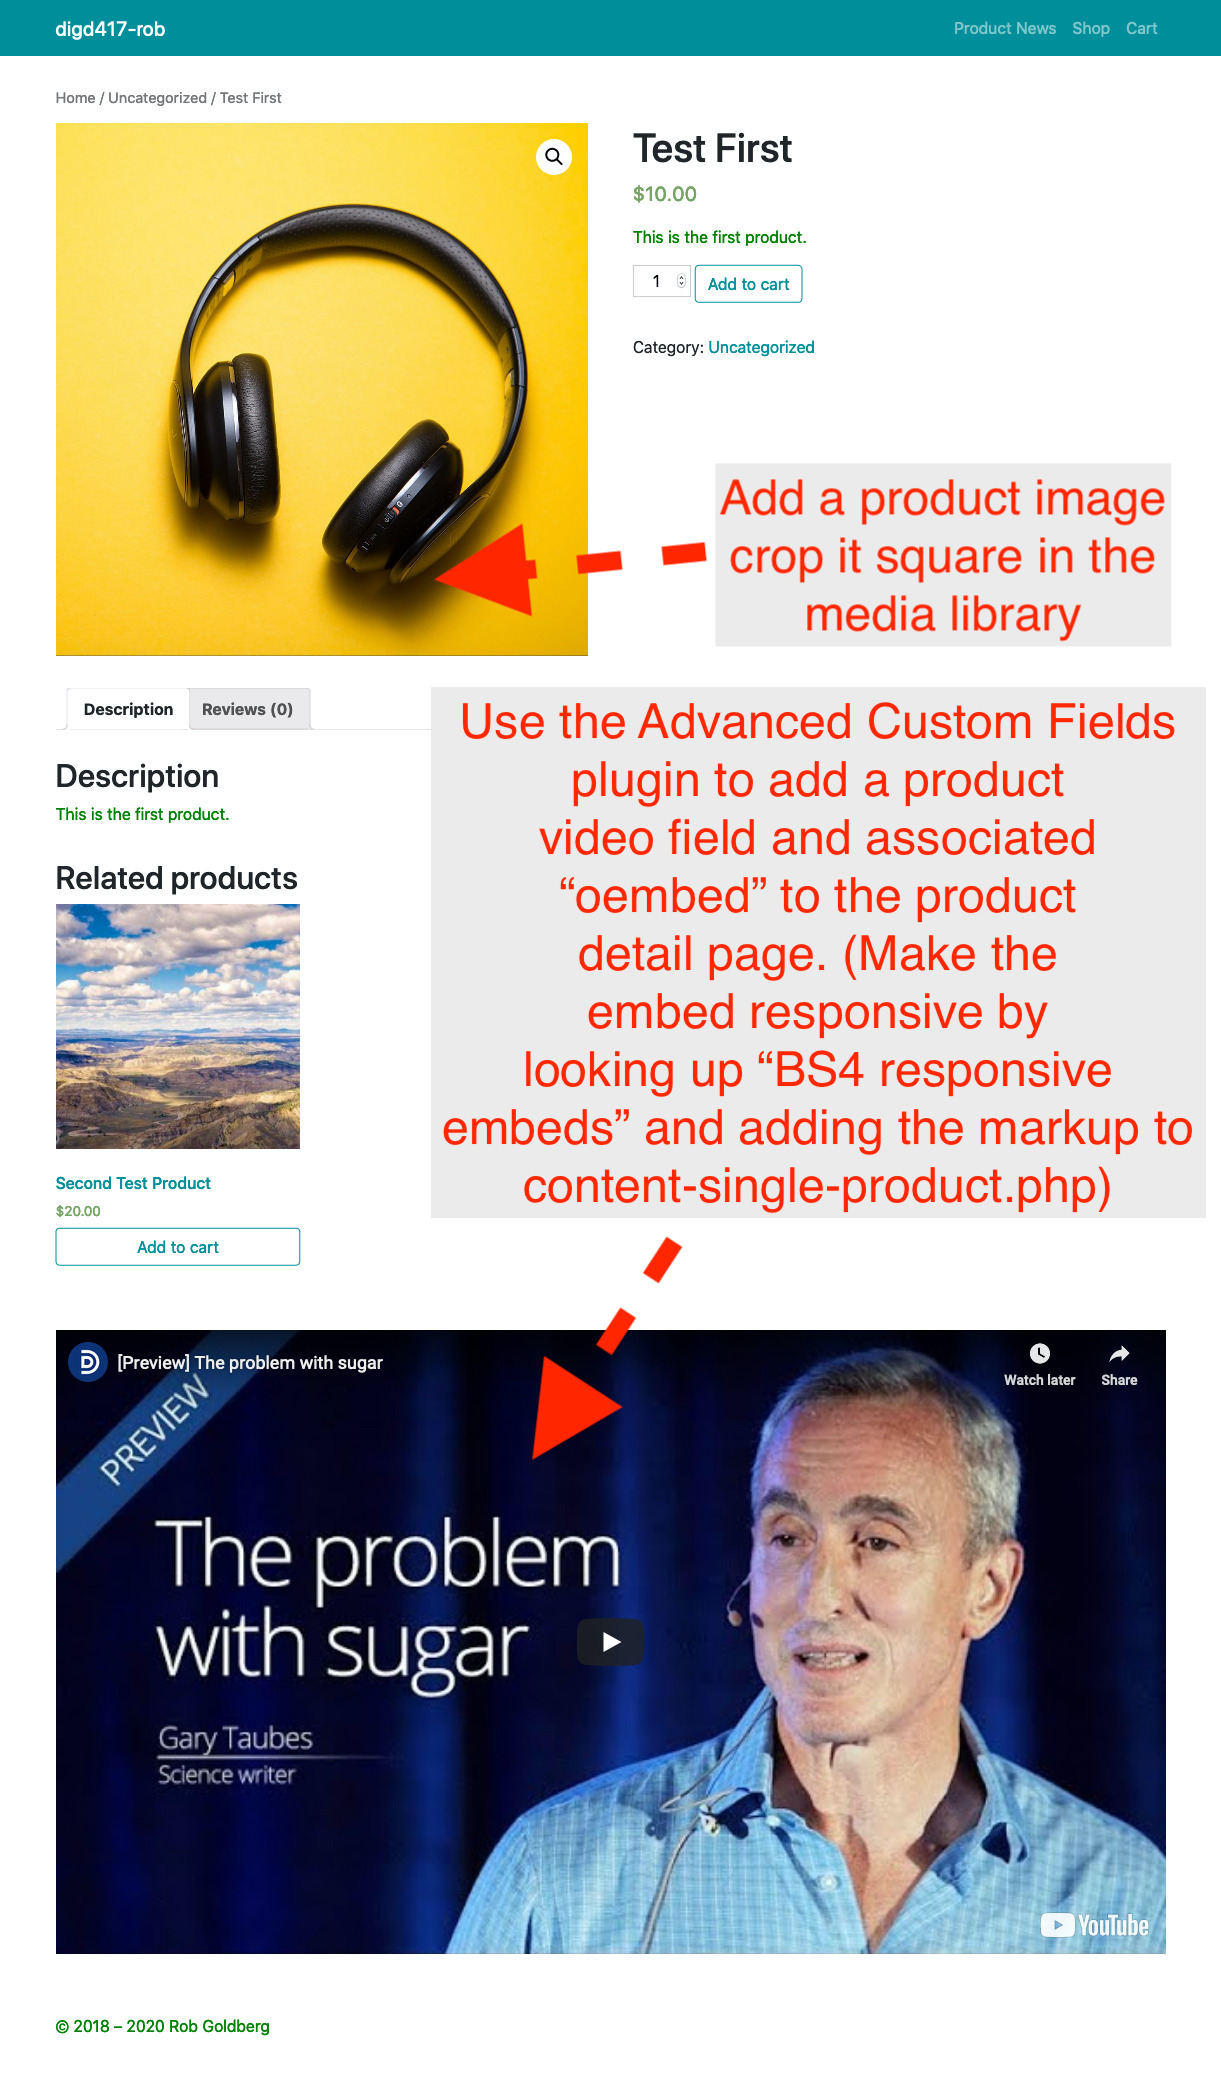 digd417-rob
Product News Shop Cart
Home / Uncategorized / Test First
Test First
$10.00
This is the first product.
1 Add to cart
Category: Uncategorized
Add a product image
crop it square in the
media library
Description Reviews (0)
Use the Advanced Custom Fields
plugin to add a product
video field and associated
“oembed” to the product
detail page. (Make the
embed responsive by
looking up “BS4 responsive
embeds” and adding the markup to
content-single-product.php)
Description
This is the first product.
Related products
Second Test Product
$20.00
Add to cart
[Preview] The problem with sugar
Watch later Share
PREVIEW
The problem
with sugar
Gary Taubes
Science writer
YouTube
© 2018 – 2020 Rob Goldberg